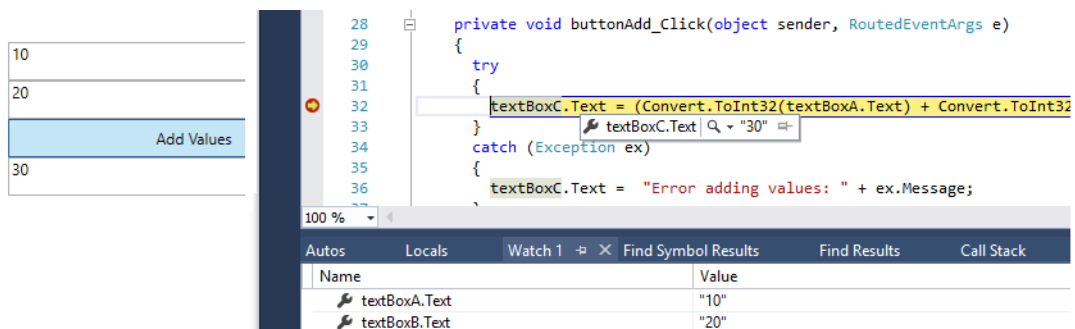 10
20
Add Values
30
28 private void buttonAdd_Click(object sender, RoutedEventArgs e)
29 {
30 try
31 {
32 textBoxC.Text = (Convert.ToInt32(textBoxA.Text) + Convert.ToInt32
textBoxC.Text "30"
33 }
34 catch (Exception ex)
35 {
36 textBoxC.Text = "Error adding values: " + ex.Message;
100 %
Autos Locals Watch 1 Find Symbol Results Find Results Call Stack
Name Value
textBoxA.Text "10"
textBoxB.Text "20"